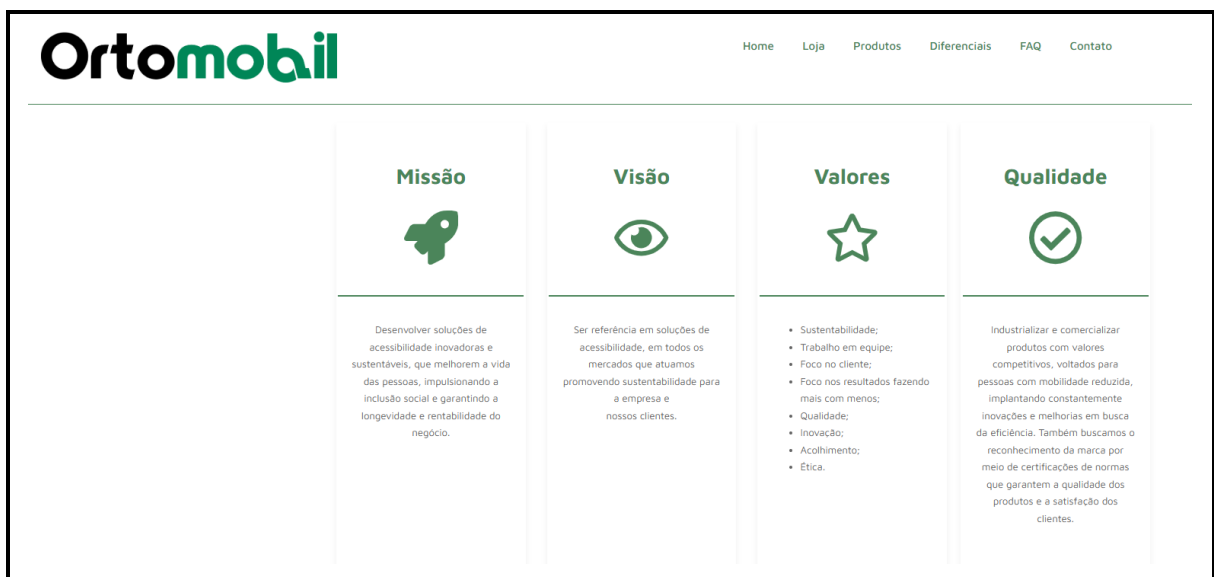 Ortomobil
Home Loja Produtos Diferenciais FAQ Contato
Missão
Desenvolver soluções de
acessibilidade inovadoras e
sustentáveis, que melhorem a vida
das pessoas, impulsionando a
inclusão social e garantindo a
longevidade e rentabilidade do
negócio.
Visão
Ser referência em soluções de
acessibilidade, em todos os
mercados que atuamos
promovendo sustentabilidade para
a empresa e
nossos clientes.
Valores
• Sustentabilidade;
• Trabalho em equipe;
• Foco no cliente;
• Foco nos resultados fazendo
mais com menos;
• Qualidade;
• Inovação;
• Acolhimento;
• Ética.
Qualidade
Industrializar e comercializar
produtos com valores
competitivos, voltados para
pessoas com mobilidade reduzida,
implantando constantemente
inovações e melhorias em busca
da eficiência. Também buscamos o
reconhecimento da marca por
meio de certificações de normas
que garantem a qualidade dos
produtos e a satisfação dos
clientes.